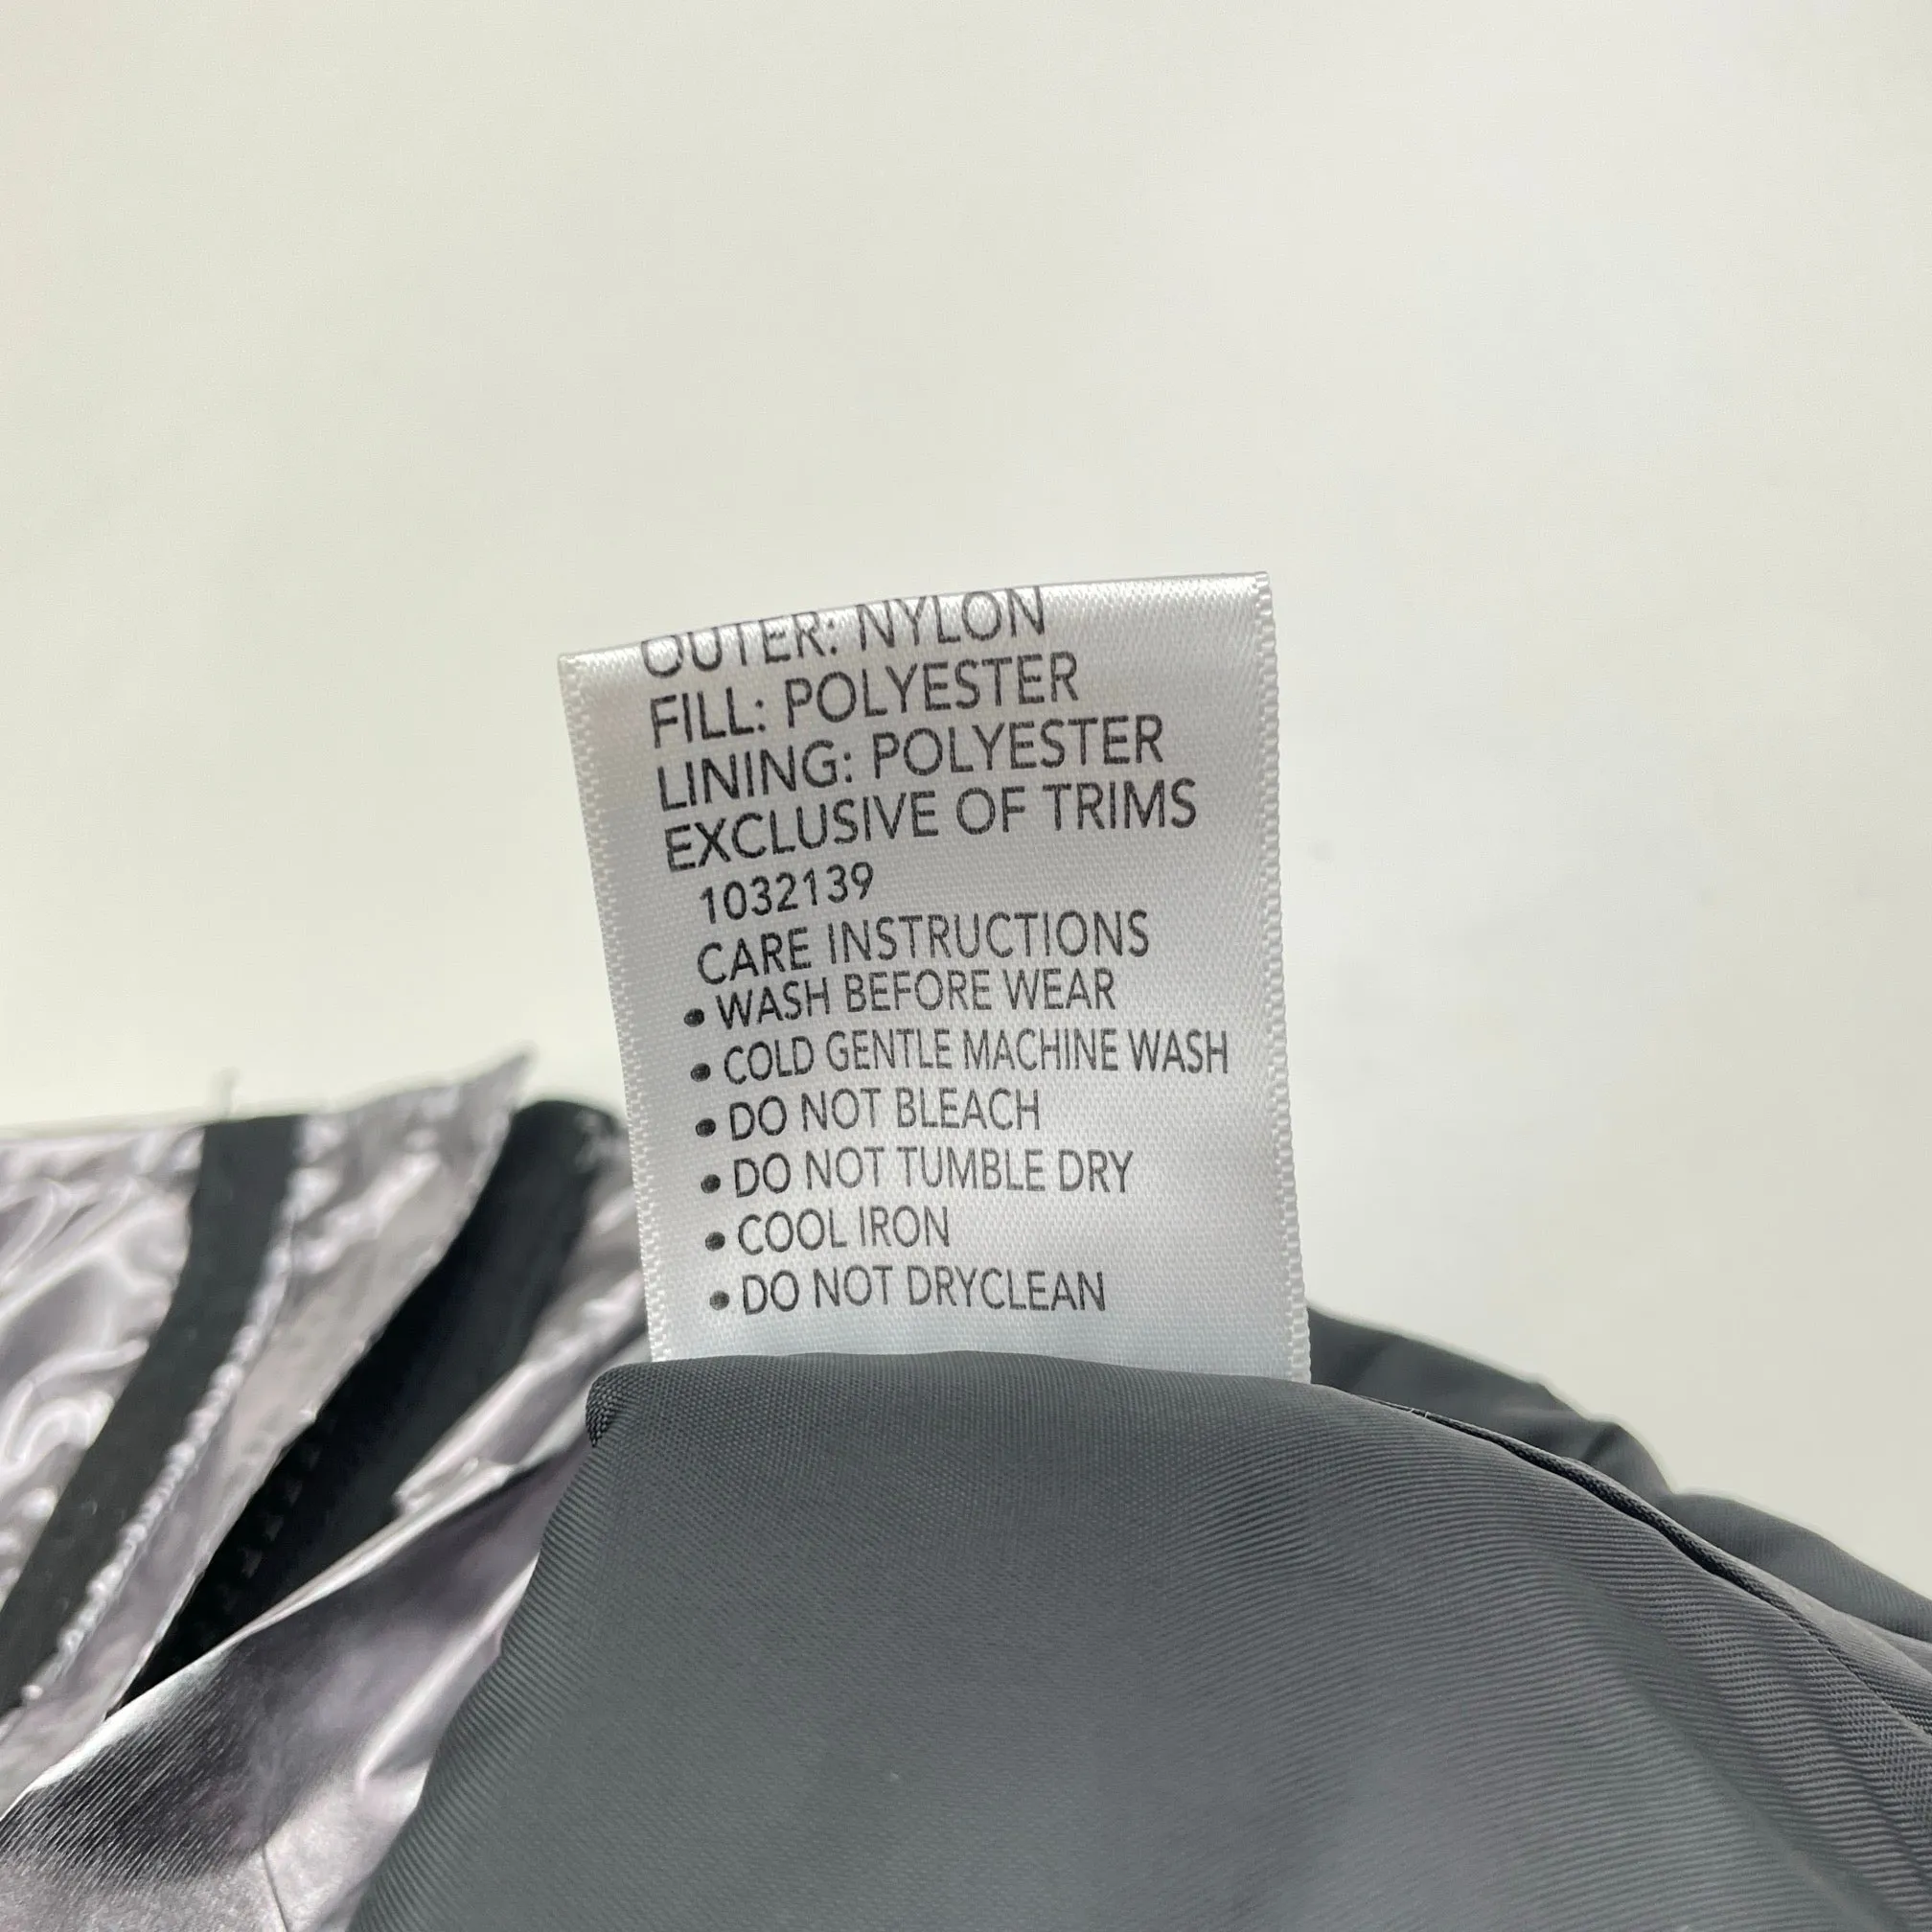 OUTER: NYLON
FILL: POLYESTER
LINING: POLYESTER
EXCLUSIVE OF TRIMS
1032139
CARE INSTRUCTIONS
• WASH BEFORE WEAR
• COLD GENTLE MACHINE WASH
• DO NOT BLEACH
• DO NOT TUMBLE DRY
• COOL IRON
• DO NOT DRYCLEAN